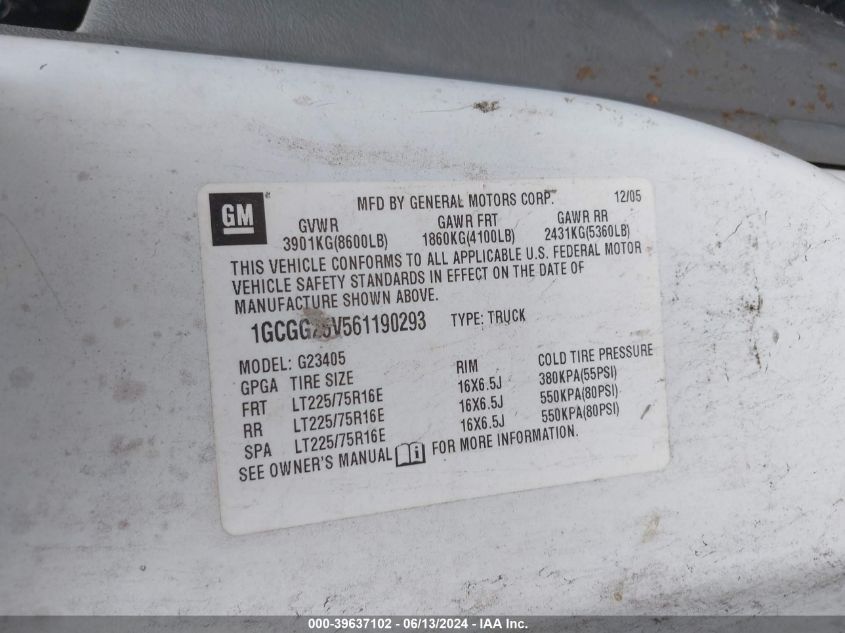 GM
MFD BY GENERAL MOTORS CORP. 12/05
GVWR GAWR FRT GAWR RR
3901KG(8600LB) 1860KG(4100LB) 2431KG(5360LB)
THIS VEHICLE CONFORMS TO ALL APPLICABLE U.S. FEDERAL MOTOR
VEHICLE SAFETY STANDARDS IN EFFECT ON THE DATE OF
MANUFACTURE SHOWN ABOVE.
TYPE: TRUCK
MODEL: G23405
GPGA TIRE SIZE RIM COLD TIRE PRESSURE
FRT LT225/75R16E 16X6.5J 380KPA(55PSI)
RR LT225/75R16E 16X6.5J 550KPA(80PSI)
SPA LT225/75R16E 16X6.5J 550KPA(80PSI)
SEE OWNER'S MANUAL FOR MORE INFORMATION.
000-39637102 - 06/13/2024 - IAA Inc.